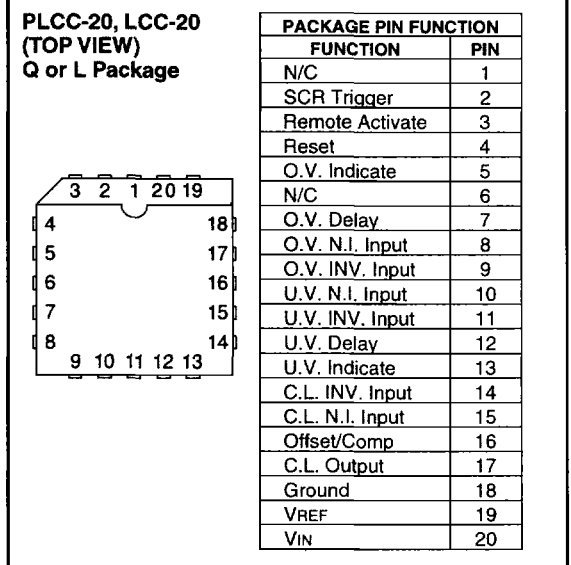 PLCC-20, LCC-20
(TOP VIEW)
Q or L Package
3 2 1 20 19
4 18
5 17
6 16
7 15
8 14
9 10 11 12 13
PACKAGE PIN FUNCTION
FUNCTION PIN
N/C 1
SCR Trigger 2
Remote Activate 3
Reset 4
O.V. Indicate 5
N/C 6
O.V. Delay 7
O.V. N.I. Input 8
O.V. INV. Input 9
U.V. N.I. Input 10
U.V. INV. Input 11
U.V. Delay 12
U.V. Indicate 13
C.L. INV. Input 14
C.L. N.I. Input 15
Offset/Comp 16
C.L. Output 17
Ground 18
VREF 19
VIN 20